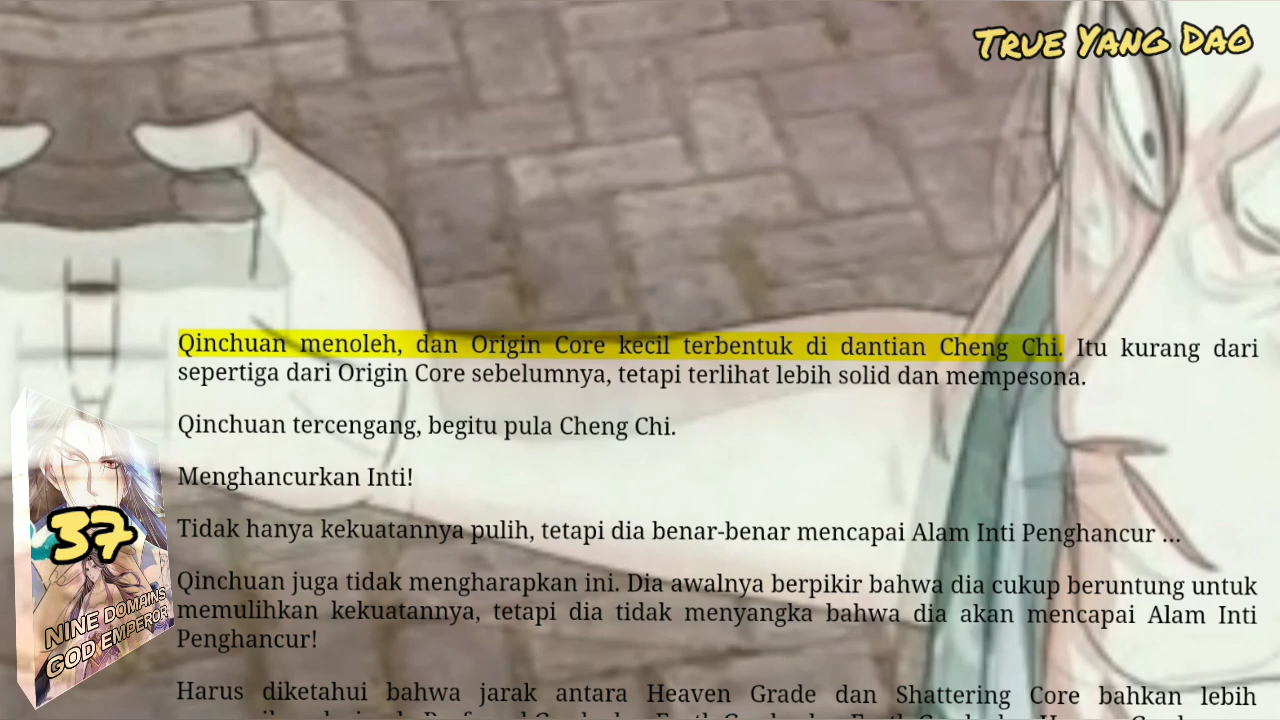 TRUE YANG DAO
Qinchuan menoleh, dan Origin Core kecil terbentuk di dantian Cheng Chi. Itu kurang dari
sepertiga dari Origin Core sebelumnya, tetapi terlihat lebih solid dan mempesona.
Qinchuan tercengang, begitu pula Cheng Chi.
Menghancurkan Inti!
Tidak hanya kekuatannya pulih, tetapi dia benar-benar mencapai Alam Inti Penghancur ...
Qinchuan juga tidak mengharapkan ini. Dia awalnya berpikir bahwa dia cukup beruntung untuk
memulihkan kekuatannya, tetapi dia tidak menyangka bahwa dia akan mencapai Alam Inti
Penghancur!
Harus diketahui bahwa jarak antara Heaven Grade dan Shattering Core bahkan lebih
37
NINE DOMAINS
GOD EMPEROR